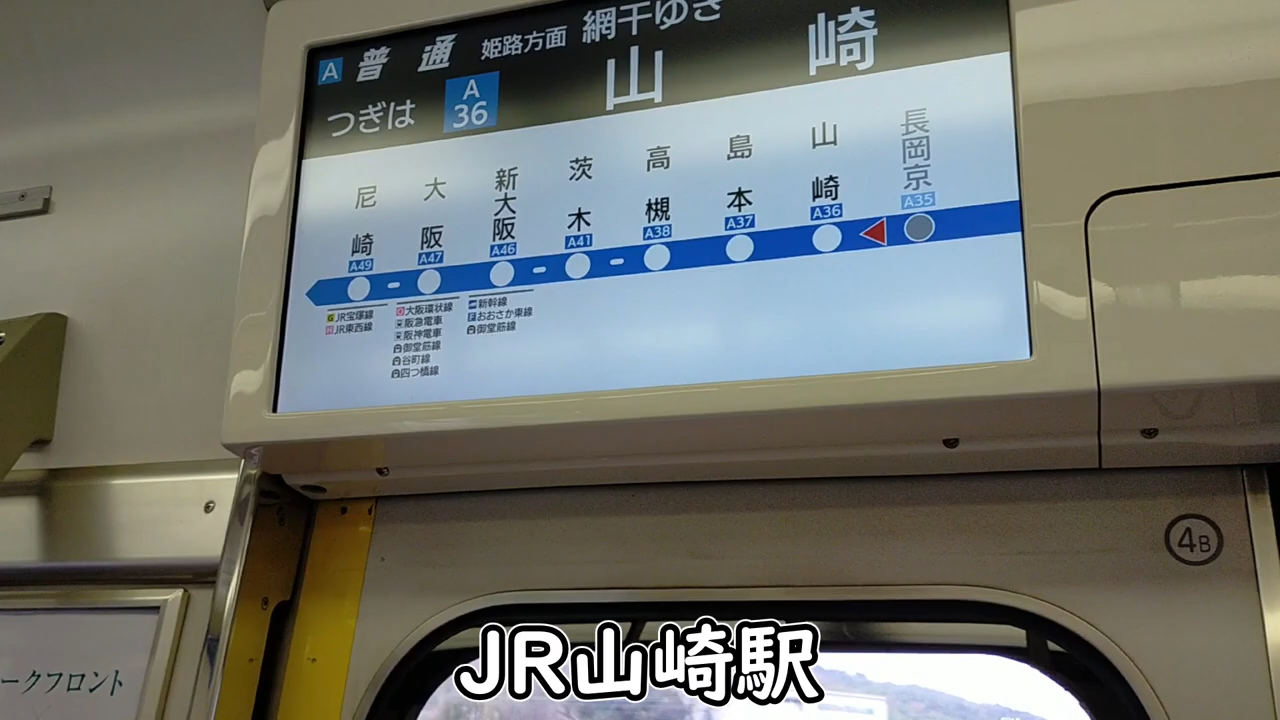 A 普通 姫路方面 網干ゆき
つぎは A 36 山崎
尼崎 大阪 新大阪 茨木 高槻 島本 山崎 長岡京
A49 A47 A46 A41 A38 A37 A36 A35
G JR宝塚線
H JR東西線
O 大阪環状線
阪急電車
阪神電車
御堂筋線
谷町線
四つ橋線
新幹線
F おおさか東線
御堂筋線
4B
ークフロント
JR山崎駅